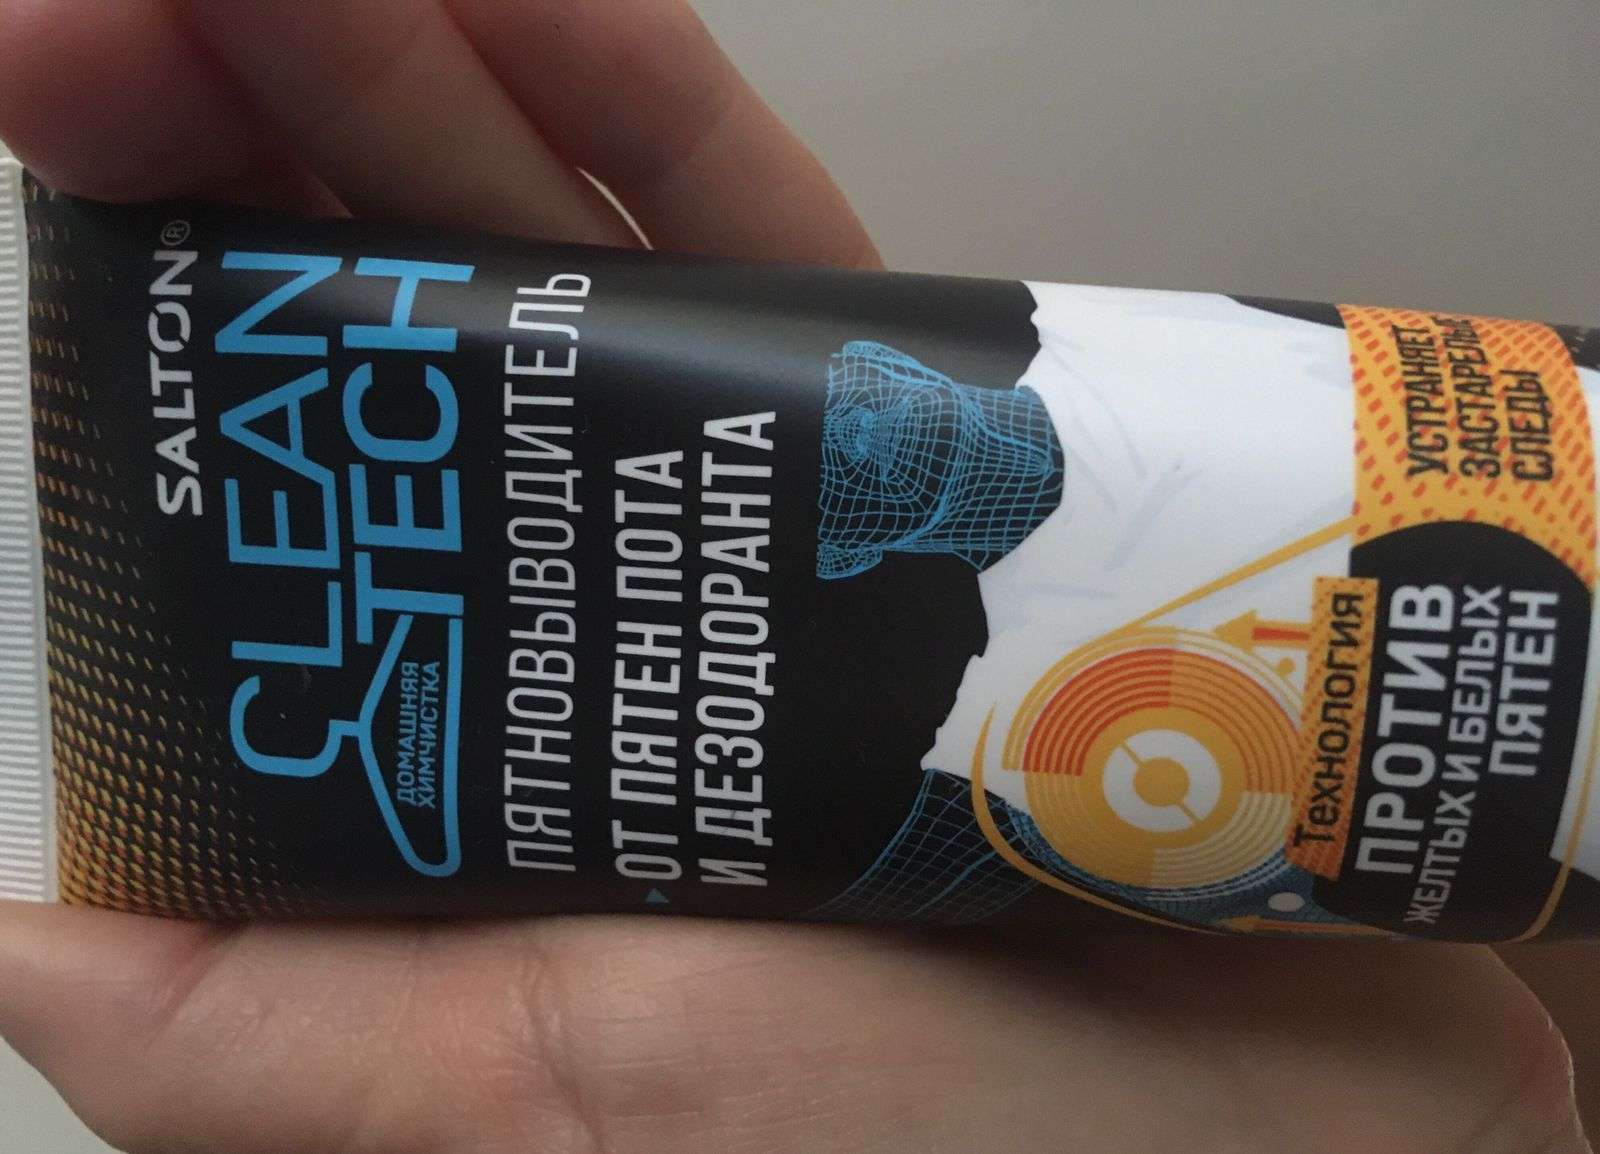 SALTON®
CLEAN
TECH
ДОМАШНЯЯ
ХИМЧИСТКА
ПЯТНОВЫВОДИТЕЛЬ
ОТ ПЯТЕН ПОТА
И ДЕЗОДОРАНТА
УСТРАНЯЕТ
ЗАСТАРЕЛЫЕ
СЛЕДЫ
Технология
ПРОТИВ
ЖЕЛТЫХ И БЕЛЫХ
ПЯТЕН